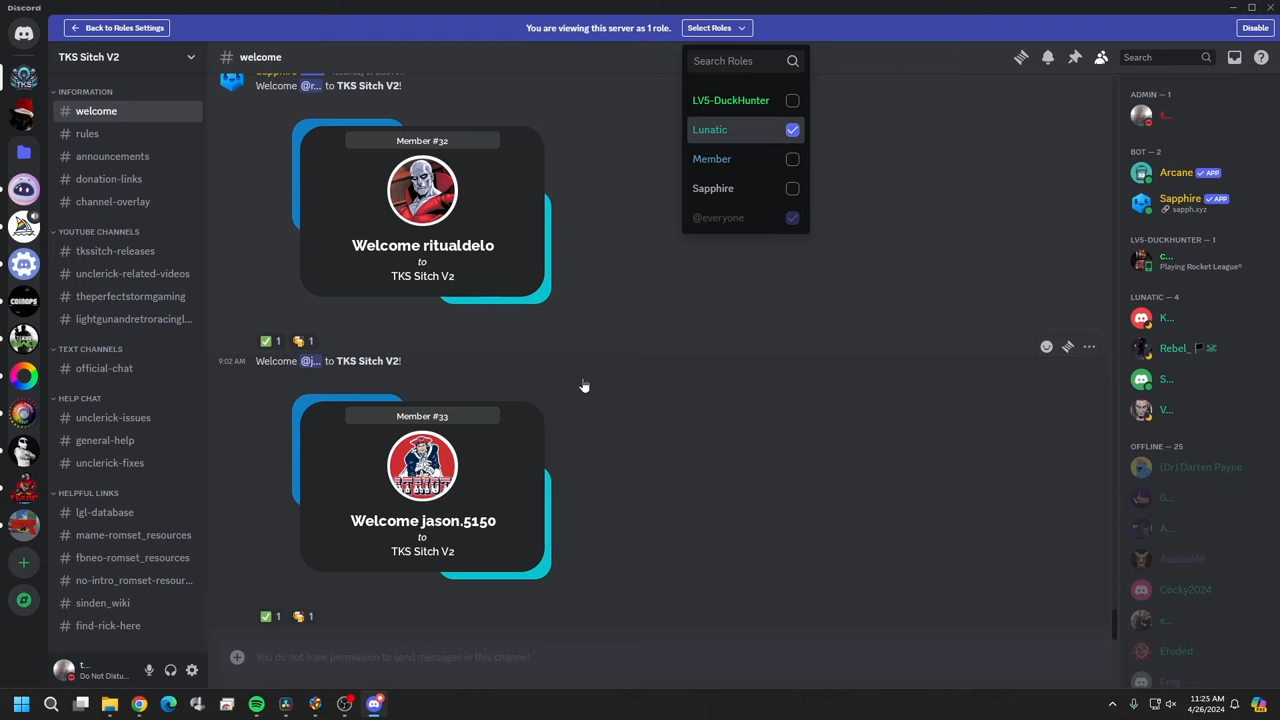 Discord
Back to Roles Settings
You are viewing this server as 1 role.
Select Roles
Disable
TKS Sitch V2
# welcome
Search
INFORMATION
# welcome
# rules
# announcements
# donation-links
# channel-overlay
YOUTUBE CHANNELS
# tkssitch-releases
# unclerick-related-videos
# theperfectstormgaming
# lightgunandretroracingl...
TEXT CHANNELS
# official-chat
HELP CHAT
# unclerick-issues
# general-help
# unclerick-fixes
HELPFUL LINKS
# lgl-database
# mame-romset_resources
# fbneo-romset_resources
# no-intro_romset-resour...
# sinden_wiki
# find-rick-here
t...
Do Not Distu...
Welcome @r... to TKS Sitch V2!
Member #32
Welcome ritualdelo
to
TKS Sitch V2
1 1
9:02 AM Welcome @j... to TKS Sitch V2!
Member #33
Welcome jason.5150
to
TKS Sitch V2
1 1
You do not have permission to send messages in this channel.
Search Roles
LV5-DuckHunter
Lunatic
Member
Sapphire
@everyone
ADMIN — 1
BOT — 2
Arcane APP
Sapphire APP
sapph.xyz
LV5-DUCKHUNTER — 1
c...
Playing Rocket League®
LUNATIC — 4
K...
Rebel_
S...
V...
OFFLINE — 25
(Dr) Darren Payne
A...
AussieM8
Cocky2024
e...
Eroded
Frog
11:25 AM
4/26/2024